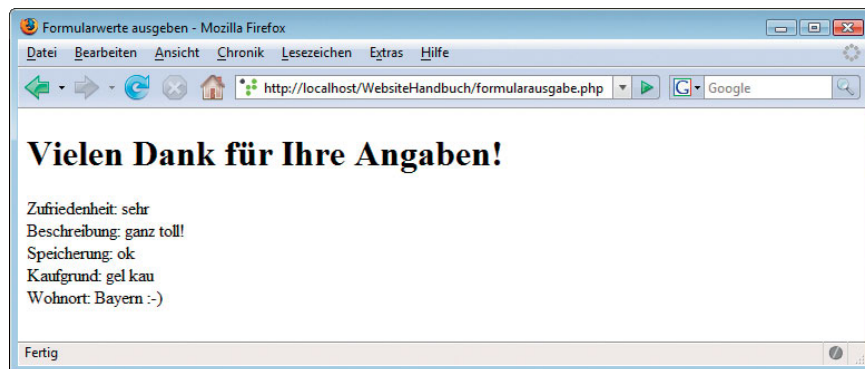 Formularwerte ausgeben - Mozilla Firefox
Datei Bearbeiten Ansicht Chronik Lesezeichen Extras Hilfe
http://localhost/WebsiteHandbuch/formularausgabe.php G Google
Vielen Dank für Ihre Angaben!
Zufriedenheit: sehr
Beschreibung: ganz toll!
Speicherung: ok
Kaufgrund: gel kau
Wohnort: Bayern :-)
Fertig